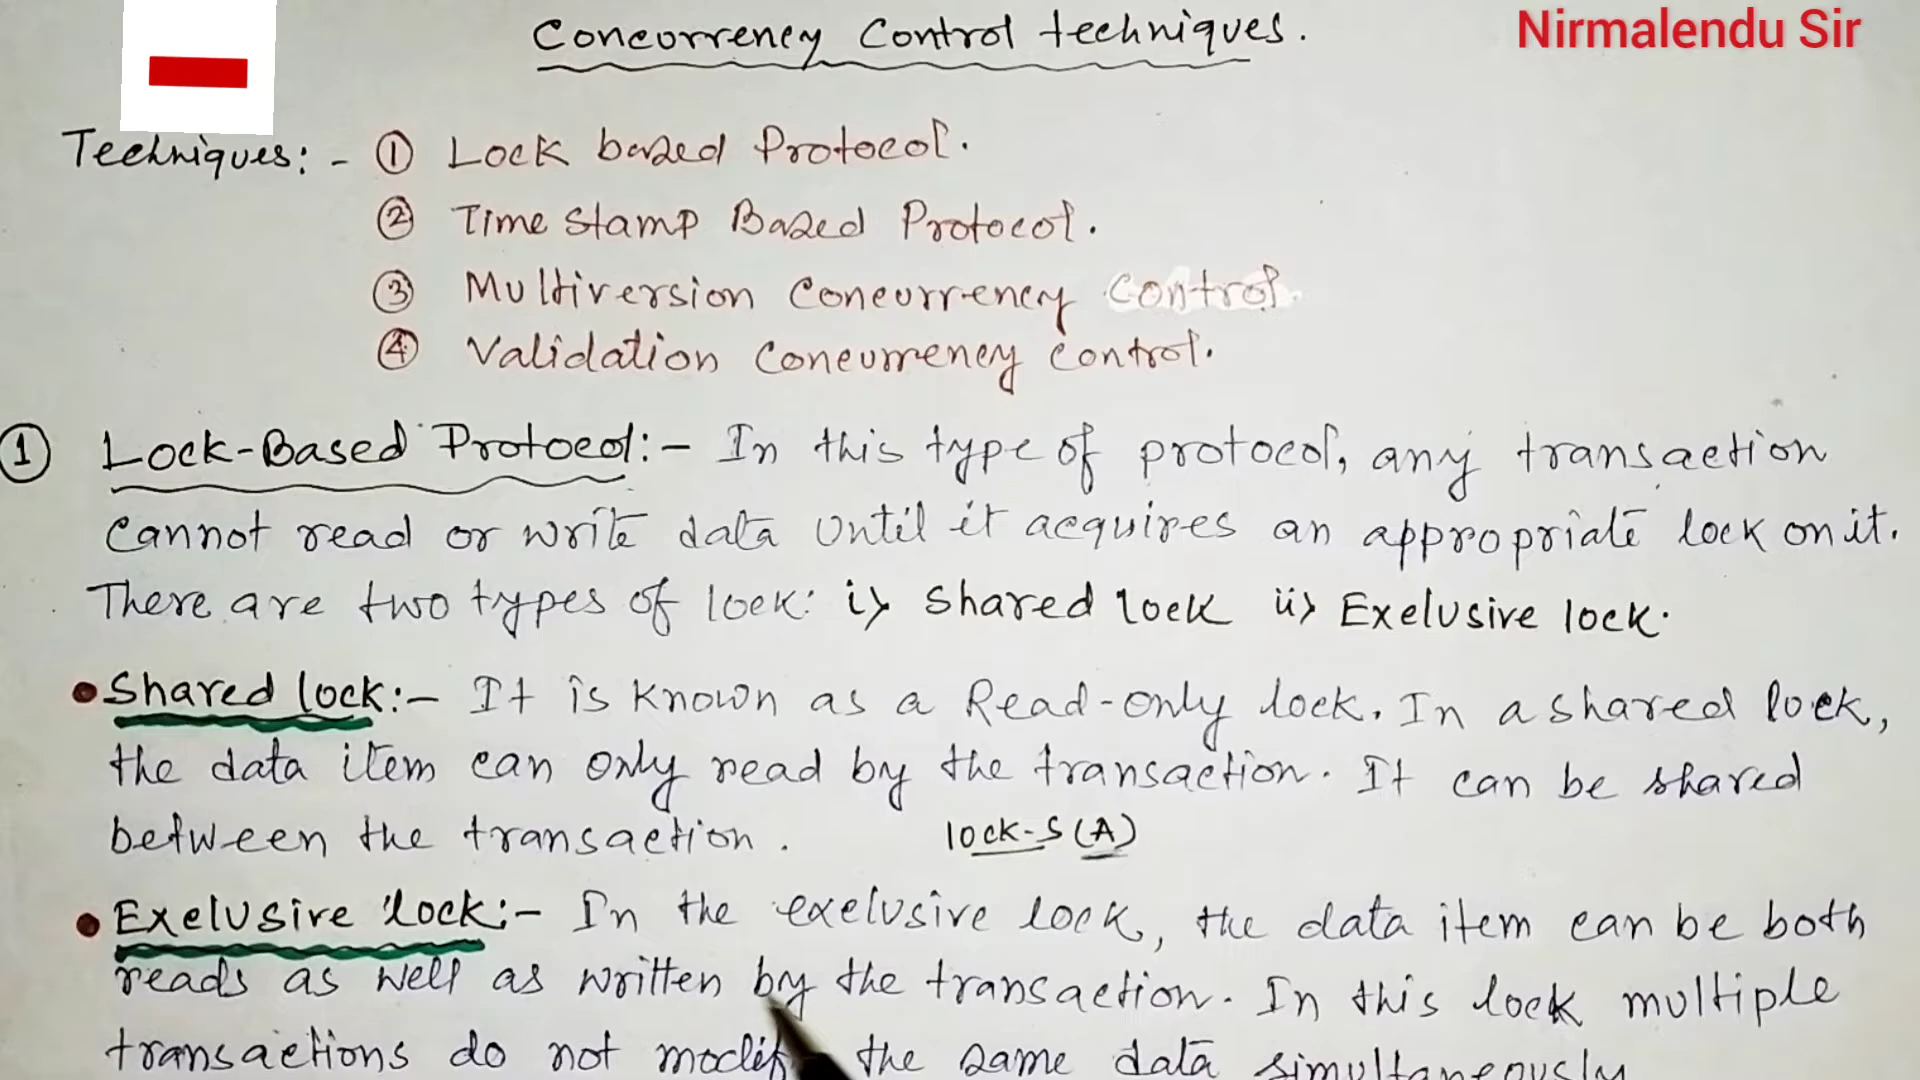 Concurrency Control techniques.
Nirmalendu Sir
Techniques:- ① Lock based Protocol.
② Time stamp Based Protocol.
③ Multiversion Concurrency Control.
④ Validation Concurrency Control.
① Lock-Based Protocol:- In this type of protocol, any transaction
cannot read or write data until it acquires an appropriate lock on it.
There are two types of lock: i> Shared lock ii> Exclusive lock.
• Shared lock:- It is known as a Read-only lock. In a shared lock,
the data item can only read by the transaction. It can be shared
between the transaction. lock-S(A)
• Exclusive lock:- In the exclusive lock, the data item can be both
reads as well as written by the transaction. In this lock multiple
transactions do not modify the same data simultaneously